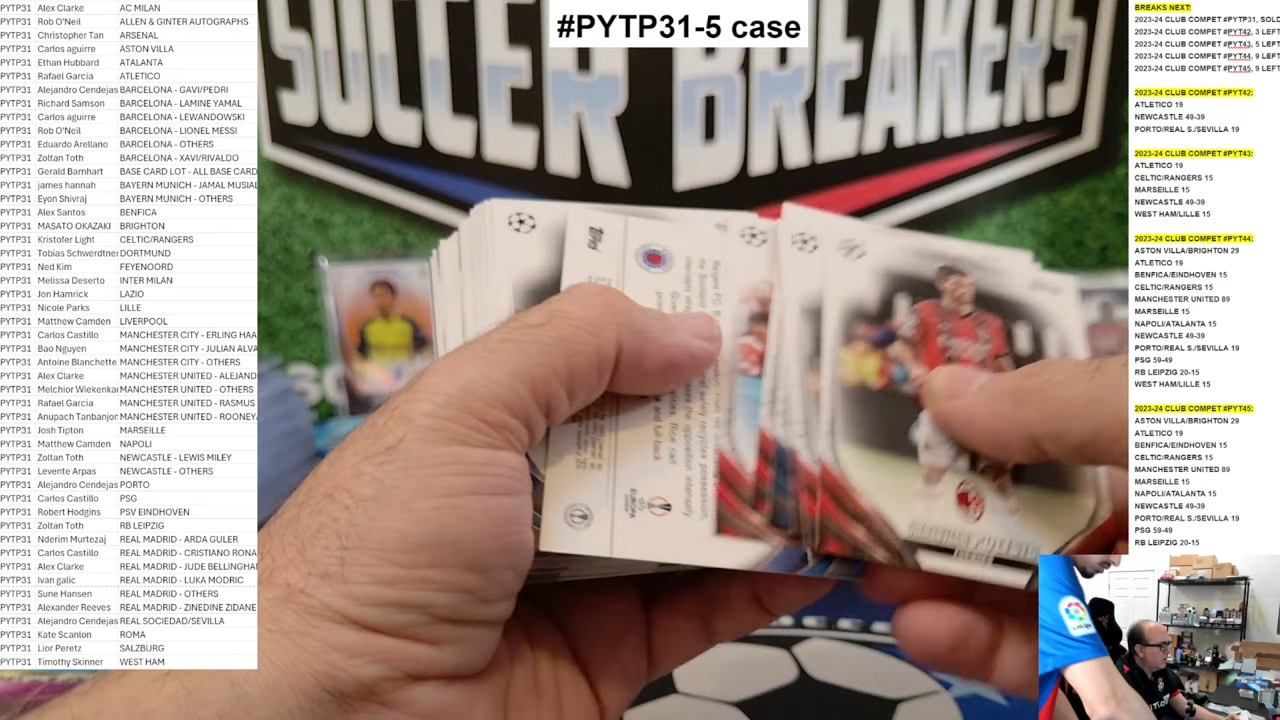 #PYTP31-5 case
SOCCER BREAKERS
PYTP31 Alex Clarke AC MILAN
PYTP31 Rob O'Neil ALLEN & GINTER AUTOGRAPHS
PYTP31 Christopher Tan ARSENAL
PYTP31 Carlos aguirre ASTON VILLA
PYTP31 Ethan Hubbard ATALANTA
PYTP31 Rafael Garcia ATLETICO
PYTP31 Alejandro Cendejas BARCELONA - GAVI/PEDRI
PYTP31 Richard Samson BARCELONA - LAMINE YAMAL
PYTP31 Carlos aguirre BARCELONA - LEWANDOWSKI
PYTP31 Rob O'Neil BARCELONA - LIONEL MESSI
PYTP31 Eduardo Arellano BARCELONA - OTHERS
PYTP31 Zoltan Toth BARCELONA - XAVI/RIVALDO
PYTP31 Gerald Barnhart BASE CARD LOT - ALL BASE CARD
PYTP31 james hannah BAYERN MUNICH - JAMAL MUSIAL
PYTP31 Eyon Shivraj BAYERN MUNICH - OTHERS
PYTP31 Alex Santos BENFICA
PYTP31 MASATO OKAZAKI BRIGHTON
PYTP31 Kristofer Light CELTIC/RANGERS
PYTP31 Tobias Schwerdtner DORTMUND
PYTP31 Ned Kim FEYENOORD
PYTP31 Melissa Deserto INTER MILAN
PYTP31 Jon Hamrick LAZIO
PYTP31 Nicole Parks LILLE
PYTP31 Matthew Camden LIVERPOOL
PYTP31 Carlos Castillo MANCHESTER CITY - ERLING HAA
PYTP31 Bao Nguyen MANCHESTER CITY - JULIAN ALVA
PYTP31 Antoine Blanchette MANCHESTER CITY - OTHERS
PYTP31 Alex Clarke MANCHESTER UNITED - ALEJAND
PYTP31 Melchior Wiekenkar MANCHESTER UNITED - OTHERS
PYTP31 Rafael Garcia MANCHESTER UNITED - RASMUS
PYTP31 Anupach Tanbanjor MANCHESTER UNITED - ROONEY
PYTP31 Josh Tipton MARSEILLE
PYTP31 Matthew Camden NAPOLI
PYTP31 Zoltan Toth NEWCASTLE - LEWIS MILEY
PYTP31 Levente Arpas NEWCASTLE - OTHERS
PYTP31 Alejandro Cendejas PORTO
PYTP31 Carlos Castillo PSG
PYTP31 Robert Hodgins PSV EINDHOVEN
PYTP31 Zoltan Toth RB LEIPZIG
PYTP31 Nderim Murtezaj REAL MADRID - ARDA GULER
PYTP31 Carlos Castillo REAL MADRID - CRISTIANO RONA
PYTP31 Alex Clarke REAL MADRID - JUDE BELLINGHA
PYTP31 Ivan galic REAL MADRID - LUKA MODRIC
PYTP31 Sune Hansen REAL MADRID - OTHERS
PYTP31 Alexander Reeves REAL MADRID - ZINEDINE ZIDANE
PYTP31 Alejandro Cendejas REAL SOCIEDAD/SEVILLA
PYTP31 Kate Scanlon ROMA
PYTP31 Lior Peretz SALZBURG
PYTP31 Timothy Skinner WEST HAM
topps
EUROPA
BREAKS NEXT:
2023-24 CLUB COMPET #PYTP31, SOLD
2023-24 CLUB COMPET #PYT42, 3 LEFT
2023-24 CLUB COMPET #PYT43, 5 LEFT
2023-24 CLUB COMPET #PYT44, 9 LEFT
2023-24 CLUB COMPET #PYT45, 9 LEFT
2023-24 CLUB COMPET #PYT42:
ATLETICO 19
NEWCASTLE 49-39
PORTO/REAL S./SEVILLA 19
2023-24 CLUB COMPET #PYT43:
ATLETICO 19
CELTIC/RANGERS 15
MARSEILLE 15
NEWCASTLE 49-39
WEST HAM/LILLE 15
2023-24 CLUB COMPET #PYT44:
ASTON VILLA/BRIGHTON 29
ATLETICO 19
BENFICA/EINDHOVEN 15
CELTIC/RANGERS 15
MANCHESTER UNITED 89
MARSEILLE 15
NAPOLI/ATALANTA 15
NEWCASTLE 49-39
PORTO/REAL S./SEVILLA 19
PSG 59-49
RB LEIPZIG 20-15
WEST HAM/LILLE 15
2023-24 CLUB COMPET #PYT45:
ASTON VILLA/BRIGHTON 29
ATLETICO 19
BENFICA/EINDHOVEN 15
CELTIC/RANGERS 15
MANCHESTER UNITED 89
MARSEILLE 15
NAPOLI/ATALANTA 15
NEWCASTLE 49-39
PORTO/REAL S./SEVILLA 19
PSG 59-49
RB LEIPZIG 20-15